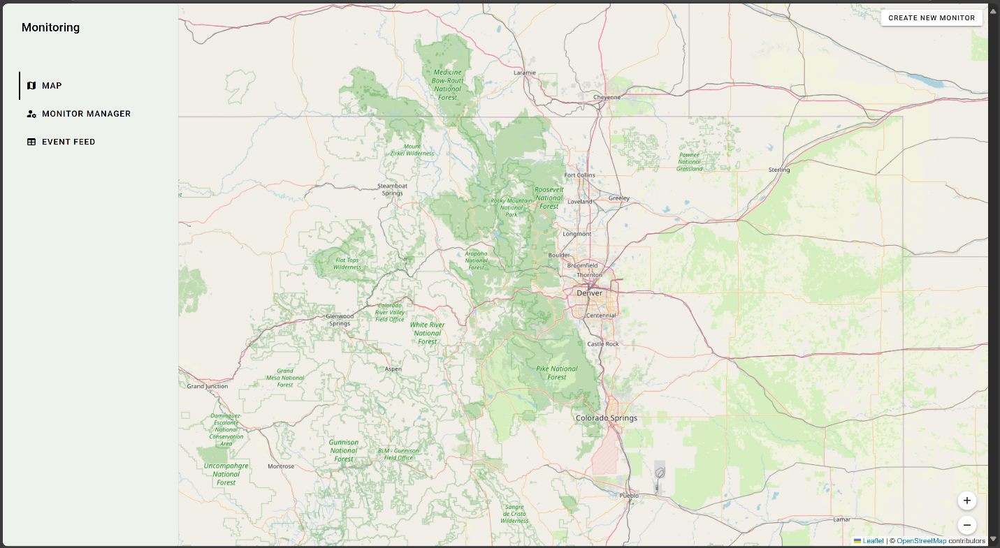 Monitoring
CREATE NEW MONITOR
MAP
MONITOR MANAGER
EVENT FEED
Medicine
Bow-Routt
National
Forest
Laramie
Cheyenne
Mount
Zirkel Wilderness
Pawnee
National
Grassland
Sterling
Fort Collins
Steamboat
Springs
Roosevelt
National
Forest
Rocky Mountain
National
Park
Loveland
Greeley
Longmont
Arapaho
National
Forest
Boulder
Flat Tops
Wilderness
Broomfield
Thornton
Denver
Centennial
Colorado
River Valley
Field Office
Glenwood
Springs
White River
National
Forest
Castle Rock
Aspen
Pike National
Forest
Grand
Mesa National
Forest
Grand Junction
Dominguez-
Escalante
National
Conservation
Area
Colorado Springs
Gunnison
National
Forest
BLM - Gunnison
Field Office
Uncompahgre
National
Forest
Montrose
Pueblo
Sangre
de Cristo
Wilderness
Lamar
+
−
Leaflet | © OpenStreetMap contributors